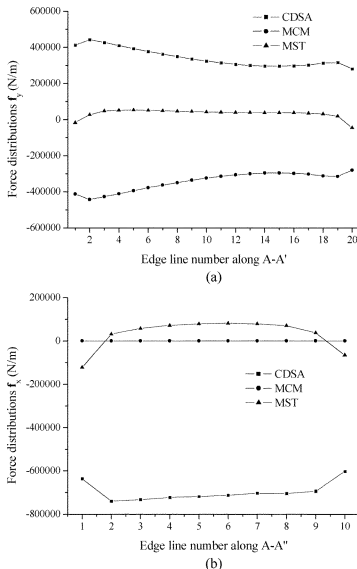 600000
400000
200000
0
-200000
-400000
-600000
Force distributions fy (N/m)
CDSA
MCM
MST
2 4 6 8 10 12 14 16 18 20
Edge line number along A-A'
(a)
200000
0
-200000
-400000
-600000
-800000
Force distributions fx (N/m)
CDSA
MCM
MST
1 2 3 4 5 6 7 8 9 10
Edge line number along A-A"
(b)